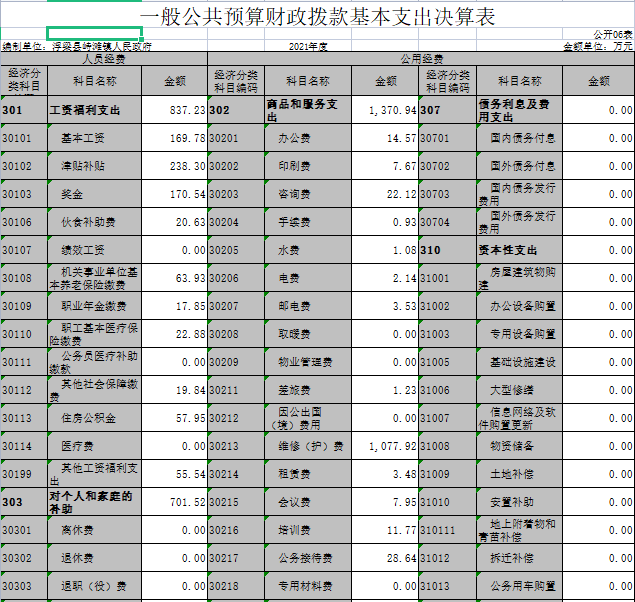 一般公共预算财政拨款基本支出决算表
公开06表
编制单位：浮梁县峙滩镇人民政府 2021年度 金额单位：万元
人员经费 公用经费
经济分类科目 科目名称 金额 经济分类科目编码 科目名称 金额 经济分类科目编码 科目名称 金额
301 工资福利支出 837.23 302 商品和服务支出 1,370.94 307 债务利息及费用支出 0.00
30101 基本工资 169.78 30201 办公费 14.57 30701 国内债务付息 0.00
30102 津贴补贴 238.30 30202 印刷费 7.67 30702 国外债务付息 0.00
30103 奖金 170.54 30203 咨询费 22.12 30703 国内债务发行费用 0.00
30106 伙食补助费 20.63 30204 手续费 0.93 30704 国外债务发行费用 0.00
30107 绩效工资 0.00 30205 水费 1.08 310 资本性支出 0.00
30108 机关事业单位基本养老保险缴费 63.93 30206 电费 2.14 31001 房屋建筑物购建 0.00
30109 职业年金缴费 17.85 30207 邮电费 3.53 31002 办公设备购置 0.00
30110 职工基本医疗保险缴费 22.88 30208 取暖费 0.00 31003 专用设备购置 0.00
30111 公务员医疗补助缴款 0.00 30209 物业管理费 0.00 31005 基础设施建设 0.00
30112 其他社会保障缴费 19.84 30211 差旅费 1.23 31006 大型修缮 0.00
30113 住房公积金 57.95 30212 因公出国（境）费用 0.00 31007 信息网络及软件购置更新 0.00
30114 医疗费 0.00 30213 维修（护）费 1,077.92 31008 物资储备 0.00
30199 其他工资福利支出 55.54 30214 租赁费 3.48 31009 土地补偿 0.00
303 对个人和家庭的补助 701.52 30215 会议费 7.95 31010 安置补助 0.00
30301 离休费 0.00 30216 培训费 11.77 310111 地上附着物和青苗补偿 0.00
30302 退休费 0.00 30217 公务接待费 28.64 31012 拆迁补偿 0.00
30303 退职（役）费 0.00 30218 专用材料费 0.00 31013 公务用车购置 0.00